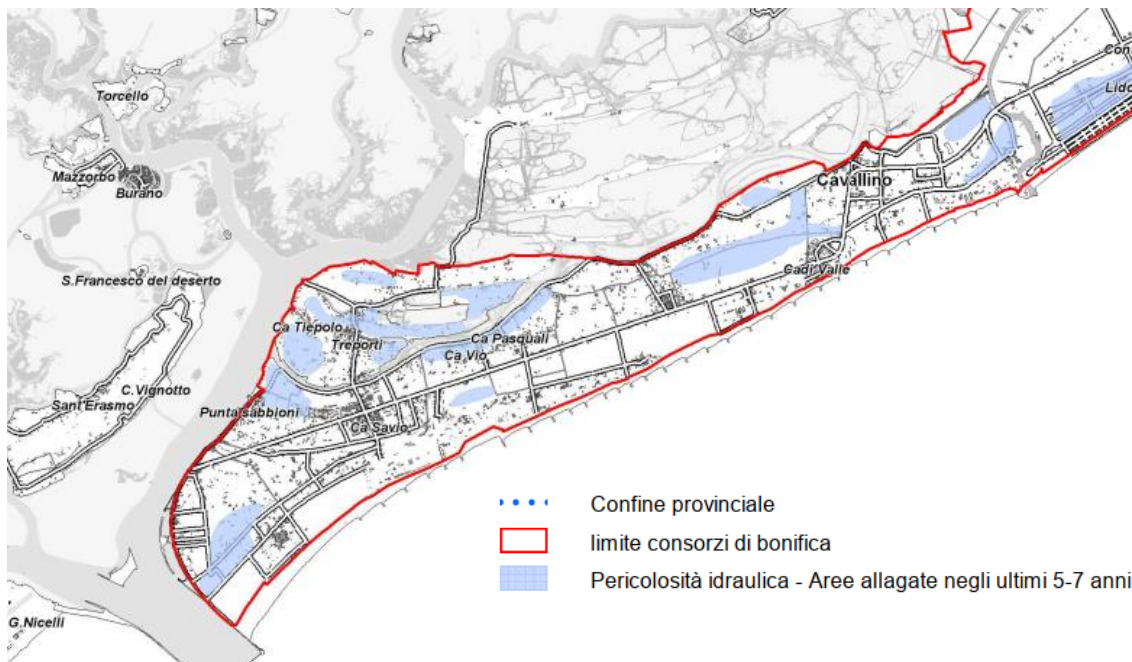 Torcello
Mazzorbo
Burano
S.Francesco del deserto
C.Vignotto
Sant'Erasmo
G.Nicelli
Con
Lido
Cavallino
Cadi Valle
Ca Tiepolo
Treporti
Ca Pasquali
Ca Vio
Punta sabbioni
Ca Savio
Confine provinciale
limite consorzi di bonifica
Pericolosità idraulica - Aree allagate negli ultimi 5-7 anni